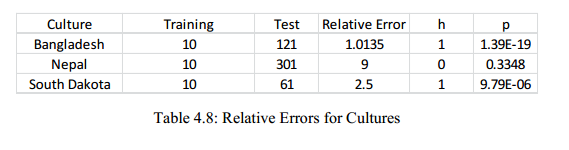 Culture Training Test Relative Error h p
Bangladesh 10 121 1.0135 1 1.39E-19
Nepal 10 301 9 0 0.3348
South Dakota 10 61 2.5 1 9.79E-06
Table 4.8: Relative Errors for Cultures